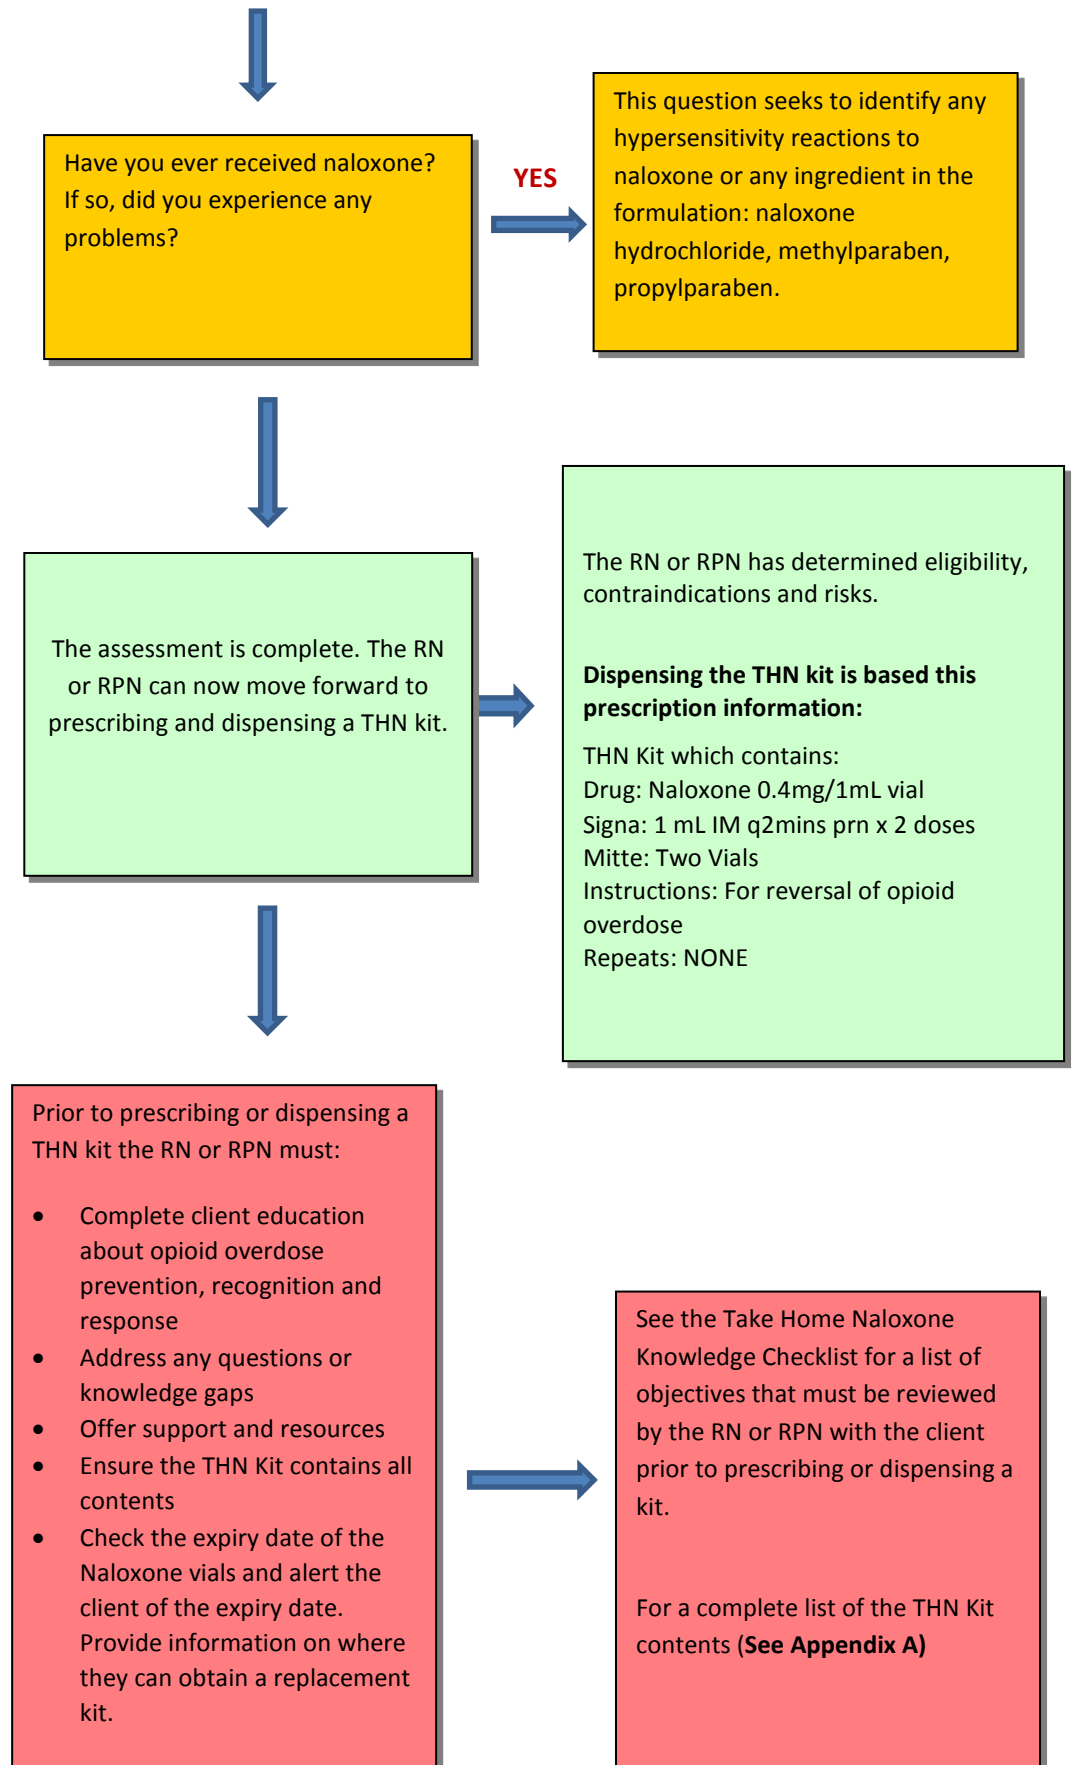 Have you ever received naloxone?
If so, did you experience any
problems?
YES
This question seeks to identify any
hypersensitivity reactions to
naloxone or any ingredient in the
formulation: naloxone
hydrochloride, methylparaben,
propylparaben.
The assessment is complete. The RN
or RPN can now move forward to
prescribing and dispensing a THN kit.
The RN or RPN has determined eligibility,
contraindications and risks.
Dispensing the THN kit is based this
prescription information:
THN Kit which contains:
Drug: Naloxone 0.4mg/1mL vial
Signa: 1 mL IM q2mins prn x 2 doses
Mitte: Two Vials
Instructions: For reversal of opioid
overdose
Repeats: NONE
Prior to prescribing or dispensing a
THN kit the RN or RPN must:
• Complete client education
about opioid overdose
prevention, recognition and
response
• Address any questions or
knowledge gaps
• Offer support and resources
• Ensure the THN Kit contains all
contents
• Check the expiry date of the
Naloxone vials and alert the
client of the expiry date.
Provide information on where
they can obtain a replacement
kit.
See the Take Home Naloxone
Knowledge Checklist for a list of
objectives that must be reviewed
by the RN or RPN with the client
prior to prescribing or dispensing a
kit.
For a complete list of the THN Kit
contents (See Appendix A)